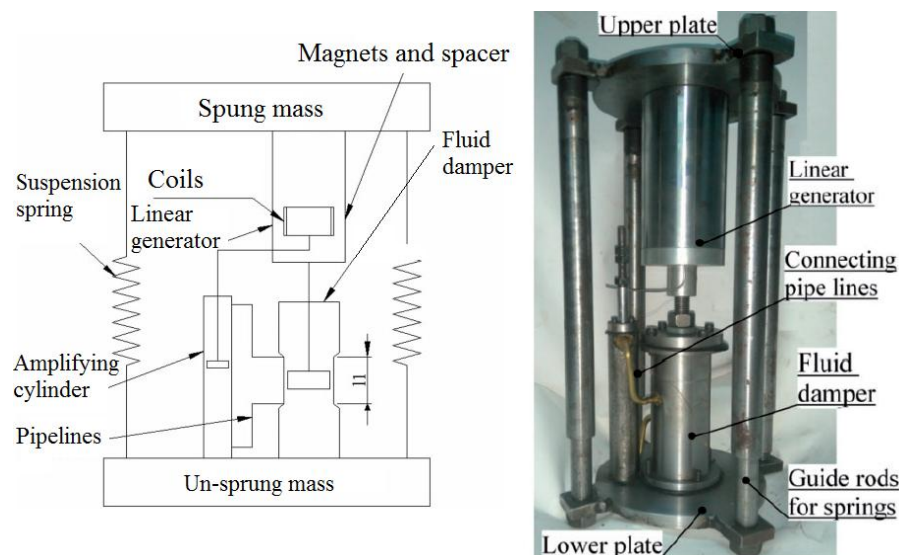 Magnets and spacer
Spung mass
Fluid
damper
Suspension
spring
Coils
Linear
generator
Amplifying
cylinder
11
Pipelines
Un-sprung mass
Upper plate
Linear
generator
Connecting
pipe lines
Fluid
damper
Guide rods
for springs
Lower plate